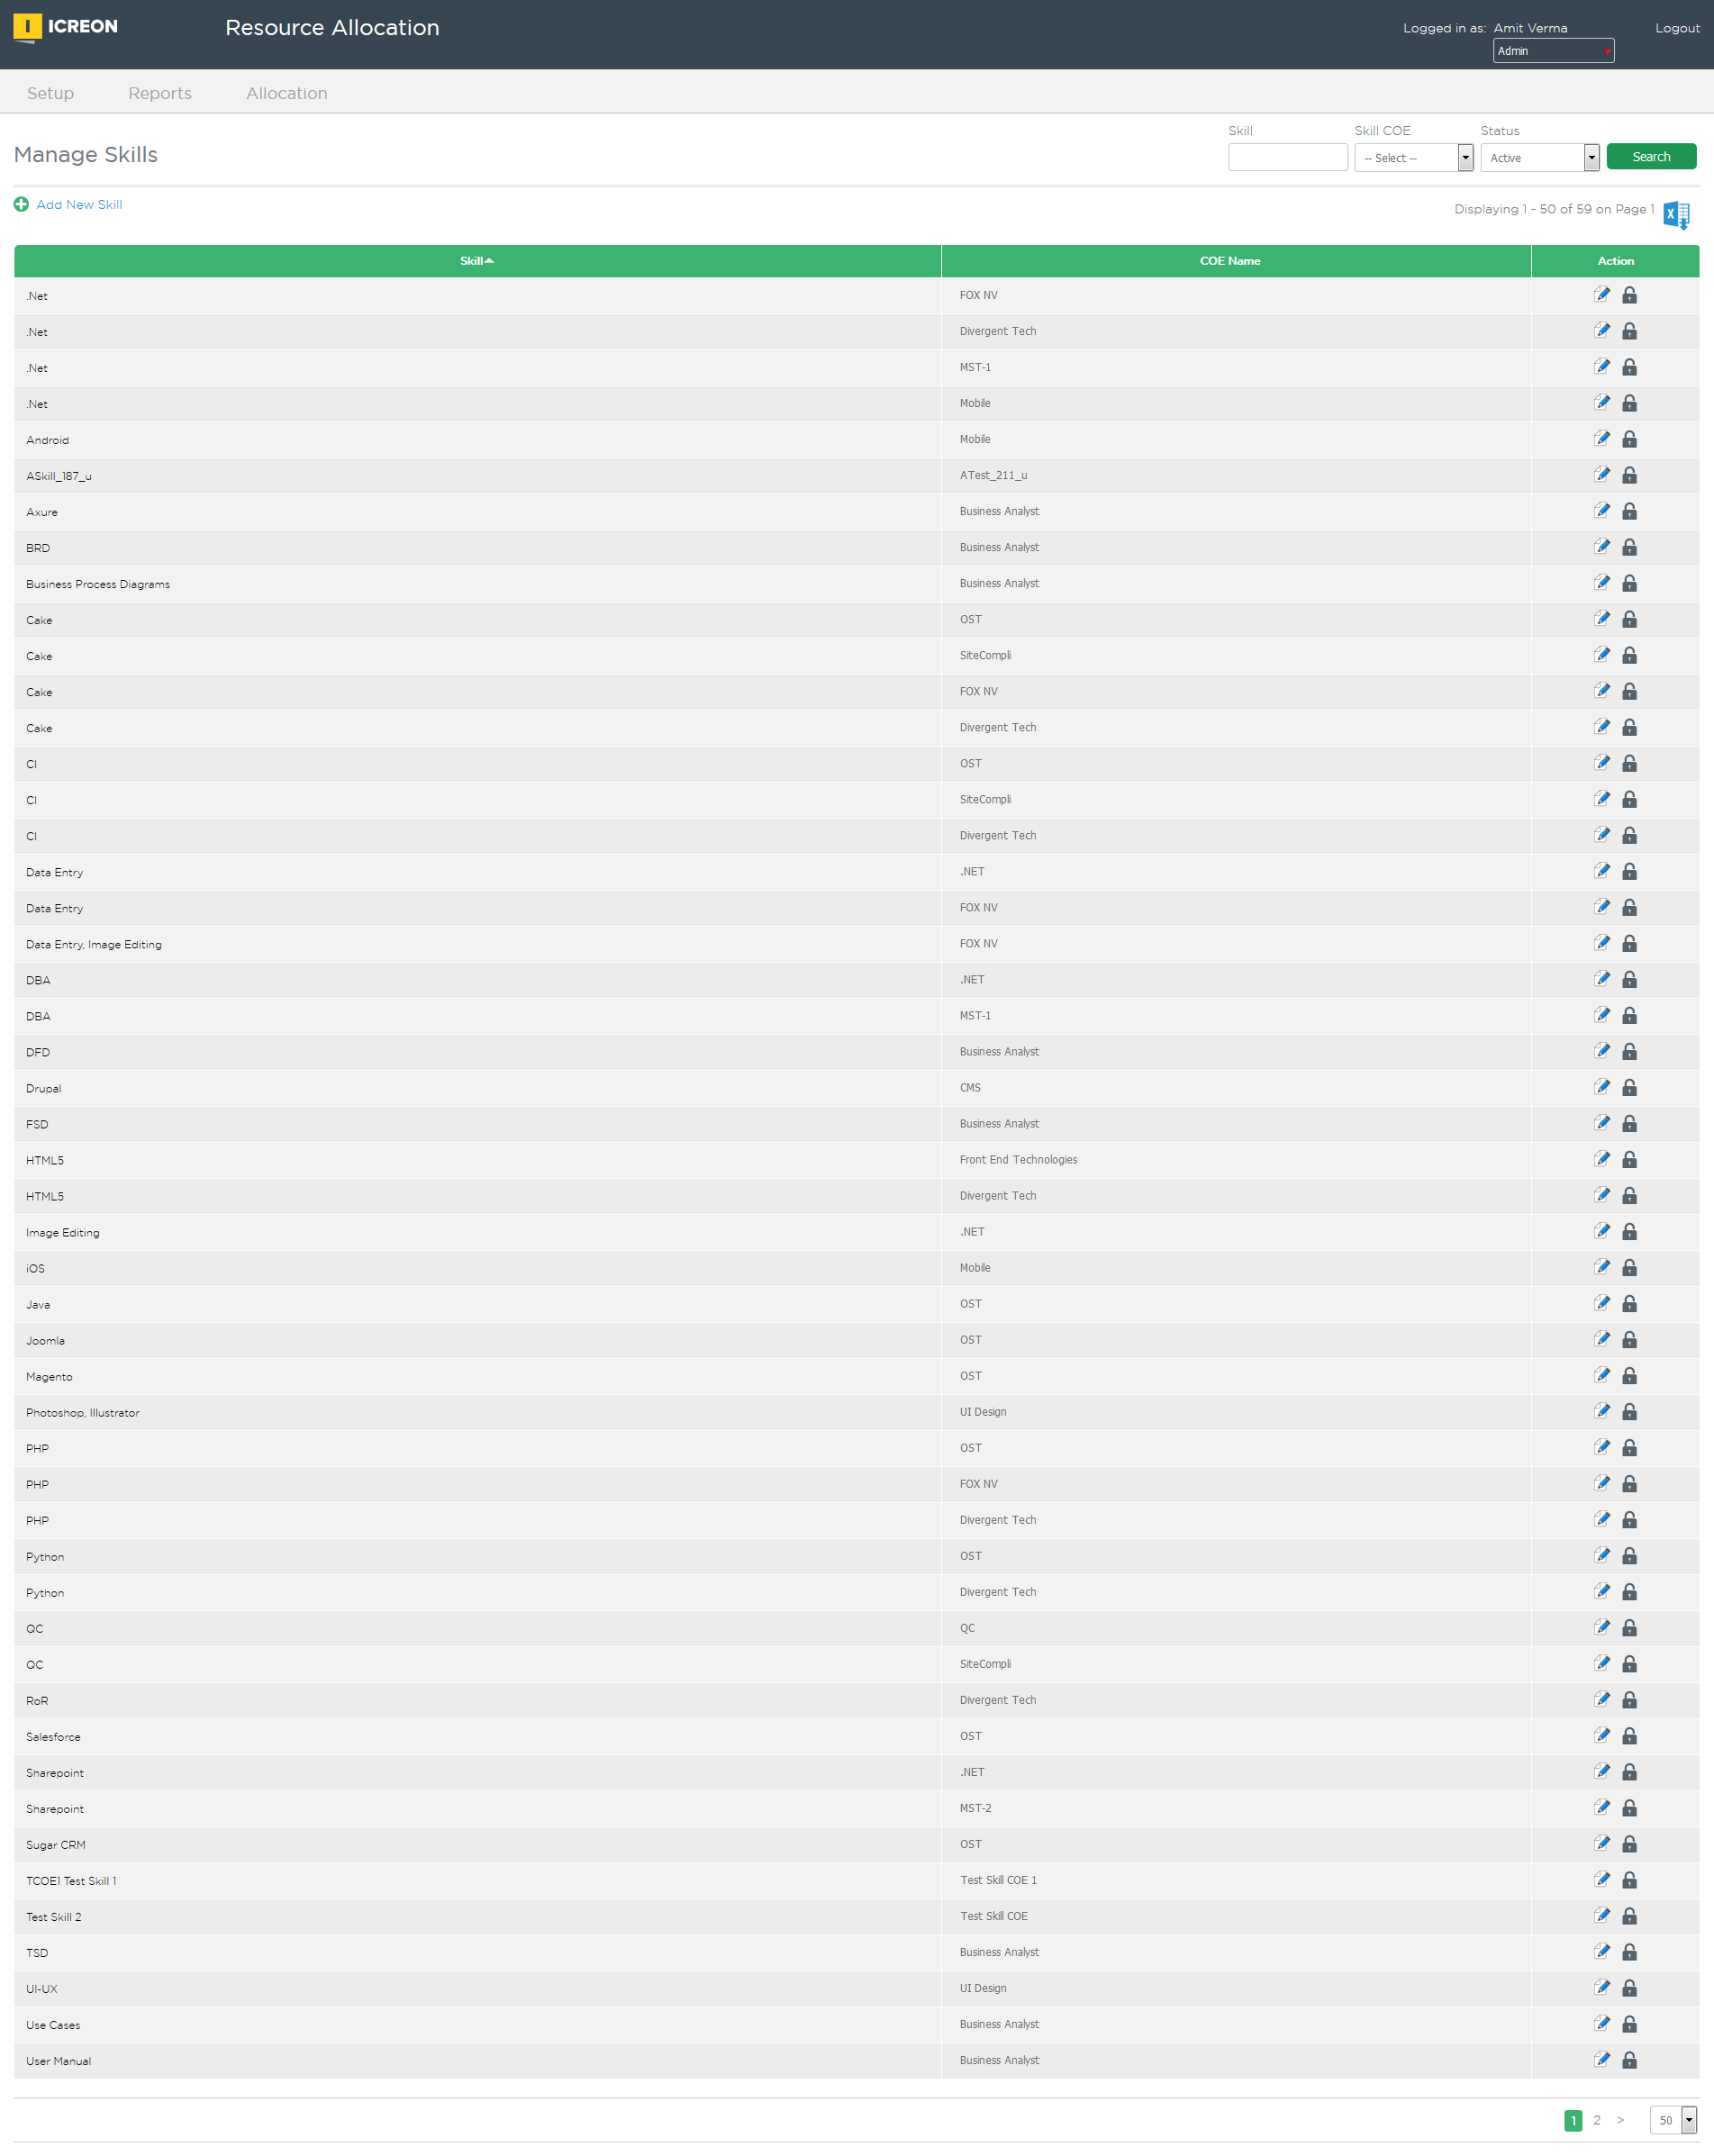 I ICREON Resource Allocation Logged in as: Amit Verma Logout
Admin
Setup Reports Allocation
Skill Skill COE Status
Manage Skills -- Select -- Active Search
Add New Skill Displaying 1 - 50 of 59 on Page 1 X
Skill COE Name Action
.Net FOX NV
.Net Divergent Tech
.Net MST-1
.Net Mobile
Android Mobile
ASkill_187_u ATest_211_u
Axure Business Analyst
BRD Business Analyst
Business Process Diagrams Business Analyst
Cake OST
Cake SiteCompli
Cake FOX NV
Cake Divergent Tech
CI OST
CI SiteCompli
CI Divergent Tech
Data Entry .NET
Data Entry FOX NV
Data Entry, Image Editing FOX NV
DBA .NET
DBA MST-1
DFD Business Analyst
Drupal CMS
FSD Business Analyst
HTML5 Front End Technologies
HTML5 Divergent Tech
Image Editing .NET
iOS Mobile
Java OST
Joomla OST
Magento OST
Photoshop, Illustrator UI Design
PHP OST
PHP FOX NV
PHP Divergent Tech
Python OST
Python Divergent Tech
QC QC
QC SiteCompli
RoR Divergent Tech
Salesforce OST
Sharepoint .NET
Sharepoint MST-2
Sugar CRM OST
TCOE1 Test Skill 1 Test Skill COE 1
Test Skill 2 Test Skill COE
TSD Business Analyst
UI-UX UI Design
Use Cases Business Analyst
User Manual Business Analyst
1 2 > 50